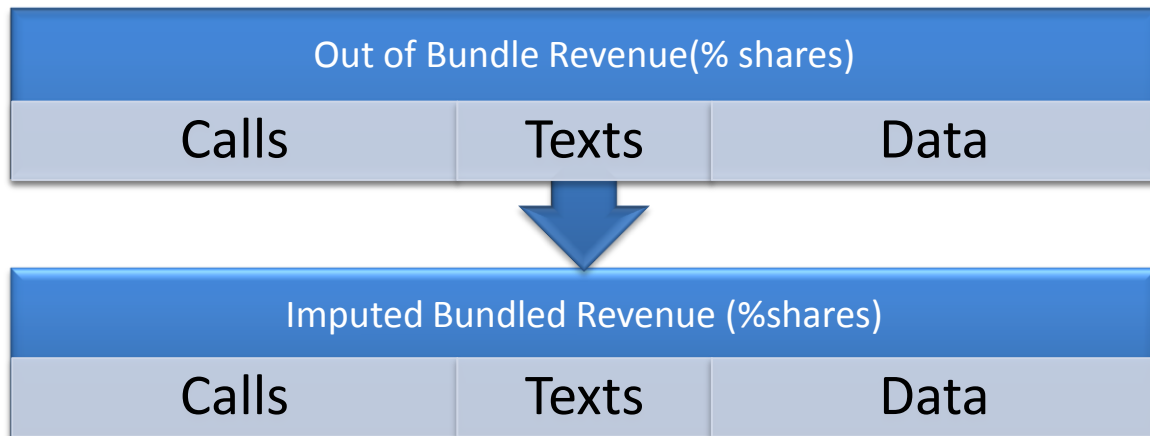 Out of Bundle Revenue(% shares)
Calls Texts Data
Imputed Bundled Revenue (%shares)
Calls Texts Data